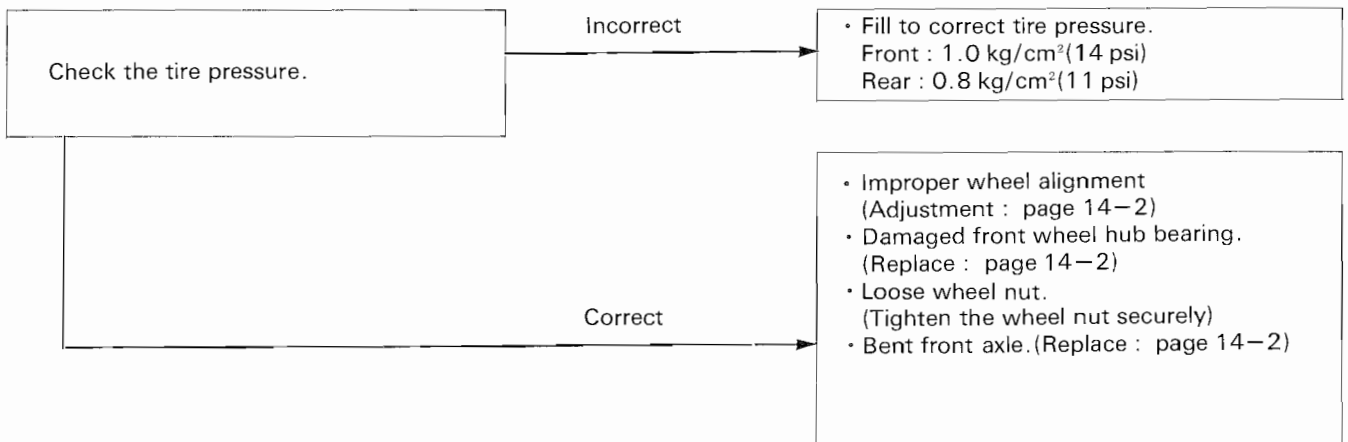 Check the tire pressure.
Incorrect
• Fill to correct tire pressure.
Front : 1.0 kg/cm²(14 psi)
Rear : 0.8 kg/cm²(11 psi)
Correct
• Improper wheel alignment
(Adjustment : page 14−2)
• Damaged front wheel hub bearing.
(Replace : page 14−2)
• Loose wheel nut.
(Tighten the wheel nut securely)
• Bent front axle.(Replace : page 14−2)